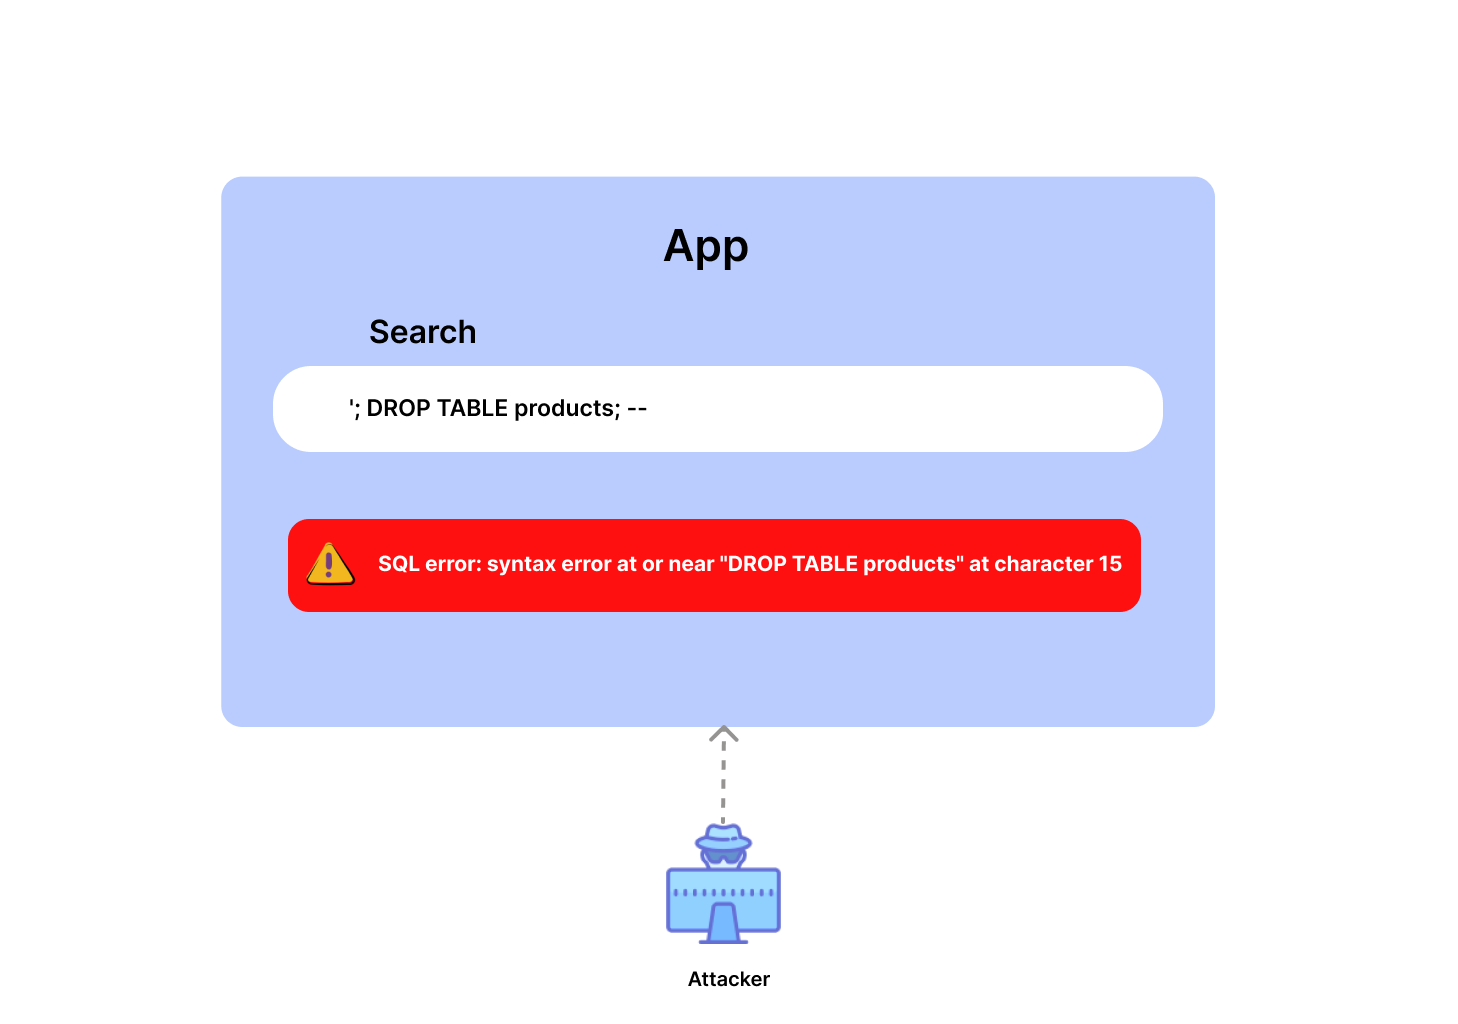 App
Search
'; DROP TABLE products; --
SQL error: syntax error at or near "DROP TABLE products" at character 15
Attacker